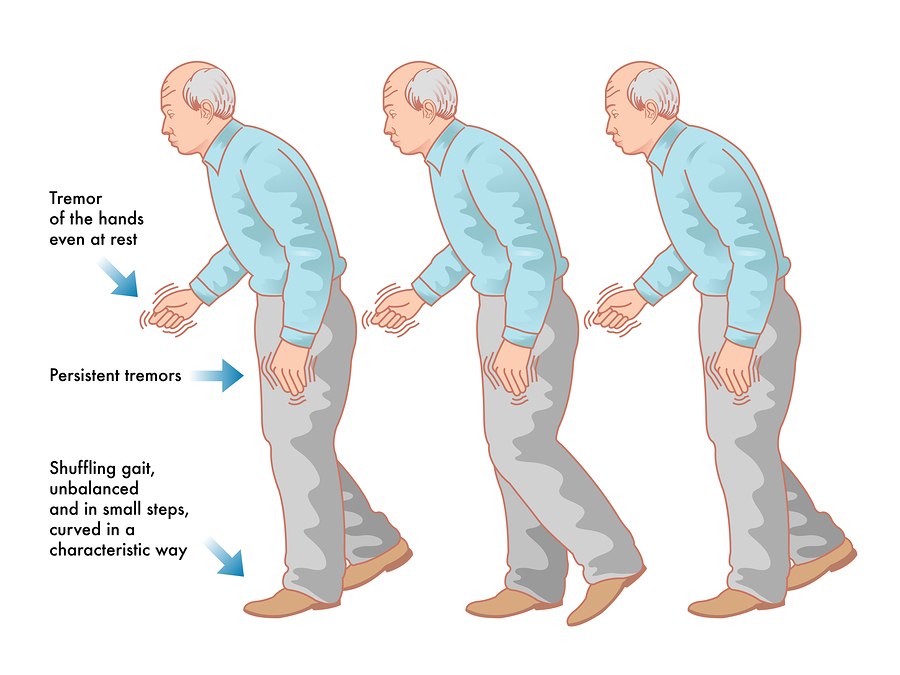 Tremor
of the hands
even at rest
Persistent tremors
Shuffling gait,
unbalanced
and in small steps,
curved in a
characteristic way